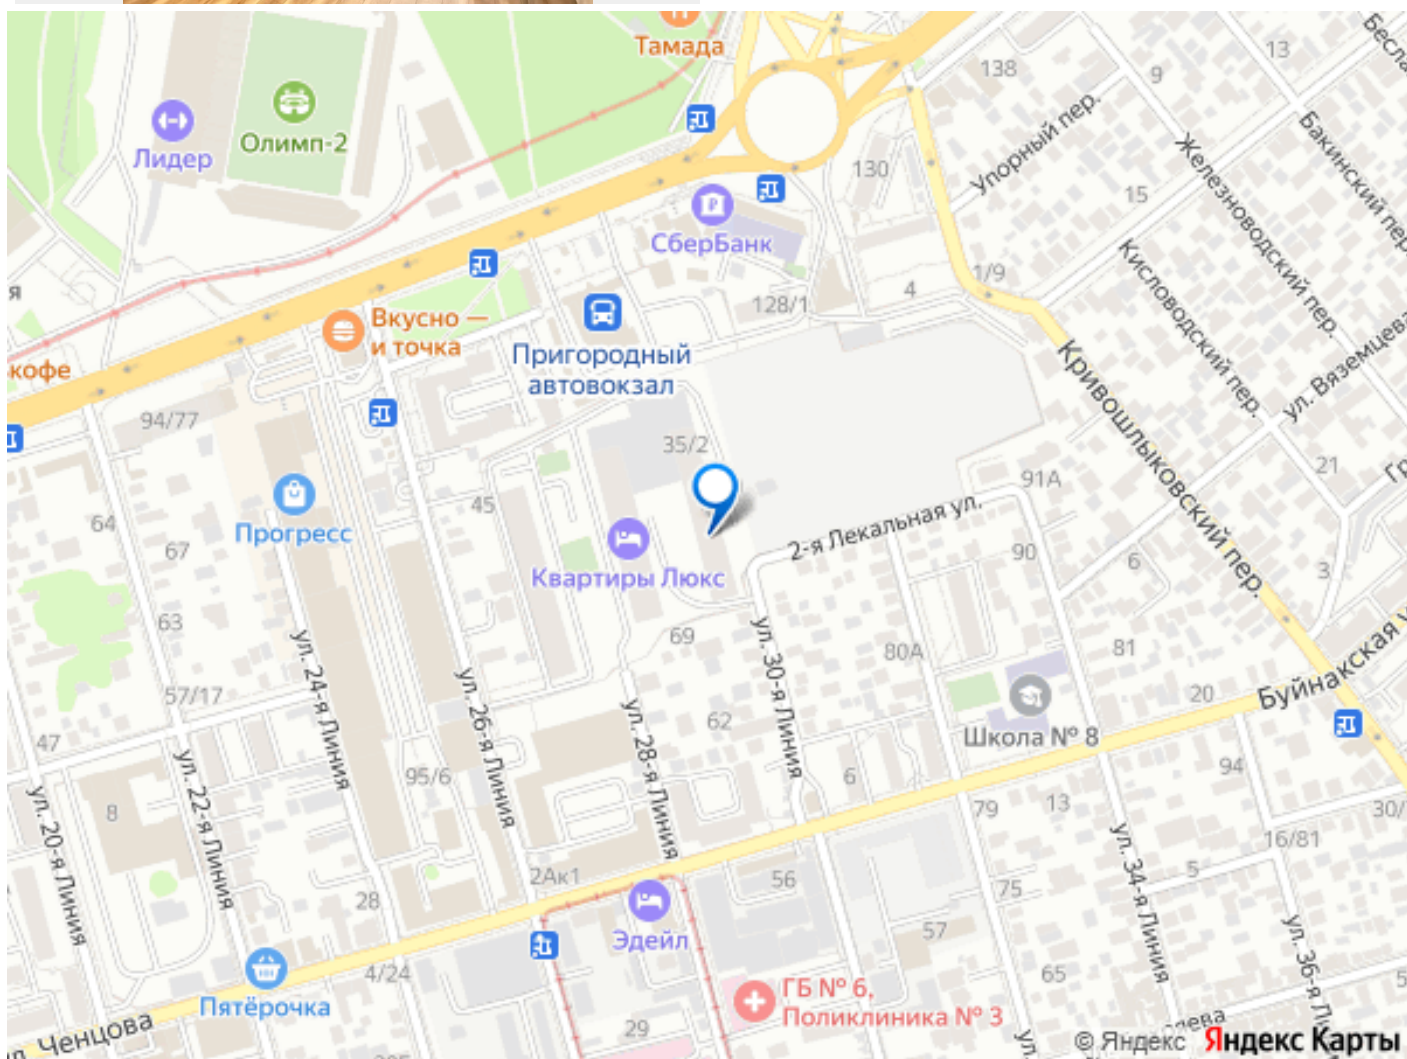 Тамада
138
13
9
Бакинский пер.
Упорный пер.
Железноводский пер.
Олимп-2
Лидер
130
15
СберБанк
Кисловодский пер.
1/9
4
128/1
Вкусно —
и точка
Пригородный
автовокзал
кофе
ул. Вяземцева
Кривошлыковский пер.
94/77
35/2
21
91А
45
Прогресс
64
67
2-я Лекальная ул.
90
6
3
Квартиры Люкс
63
69
80А
81
ул. 24-я Линия
ул. 26-я Линия
ул. 30-я Линия
57/17
20
Буйнакская у
62
Школа № 8
47
ул. 28-я Линия
ул. 22-я Линия
95/6
6
94
8
ул. 20-я Линия
79
13
30/
16/81
ул. 34-я Линия
5
2Ак1
56
75
28
57
Эдейл
4/24
65
ул. 36-я Л
5
Пятёрочка
ГБ № 6,
Поликлиника № 3
29
ул.
Ченцова
© Яндекс Яндекс Карты